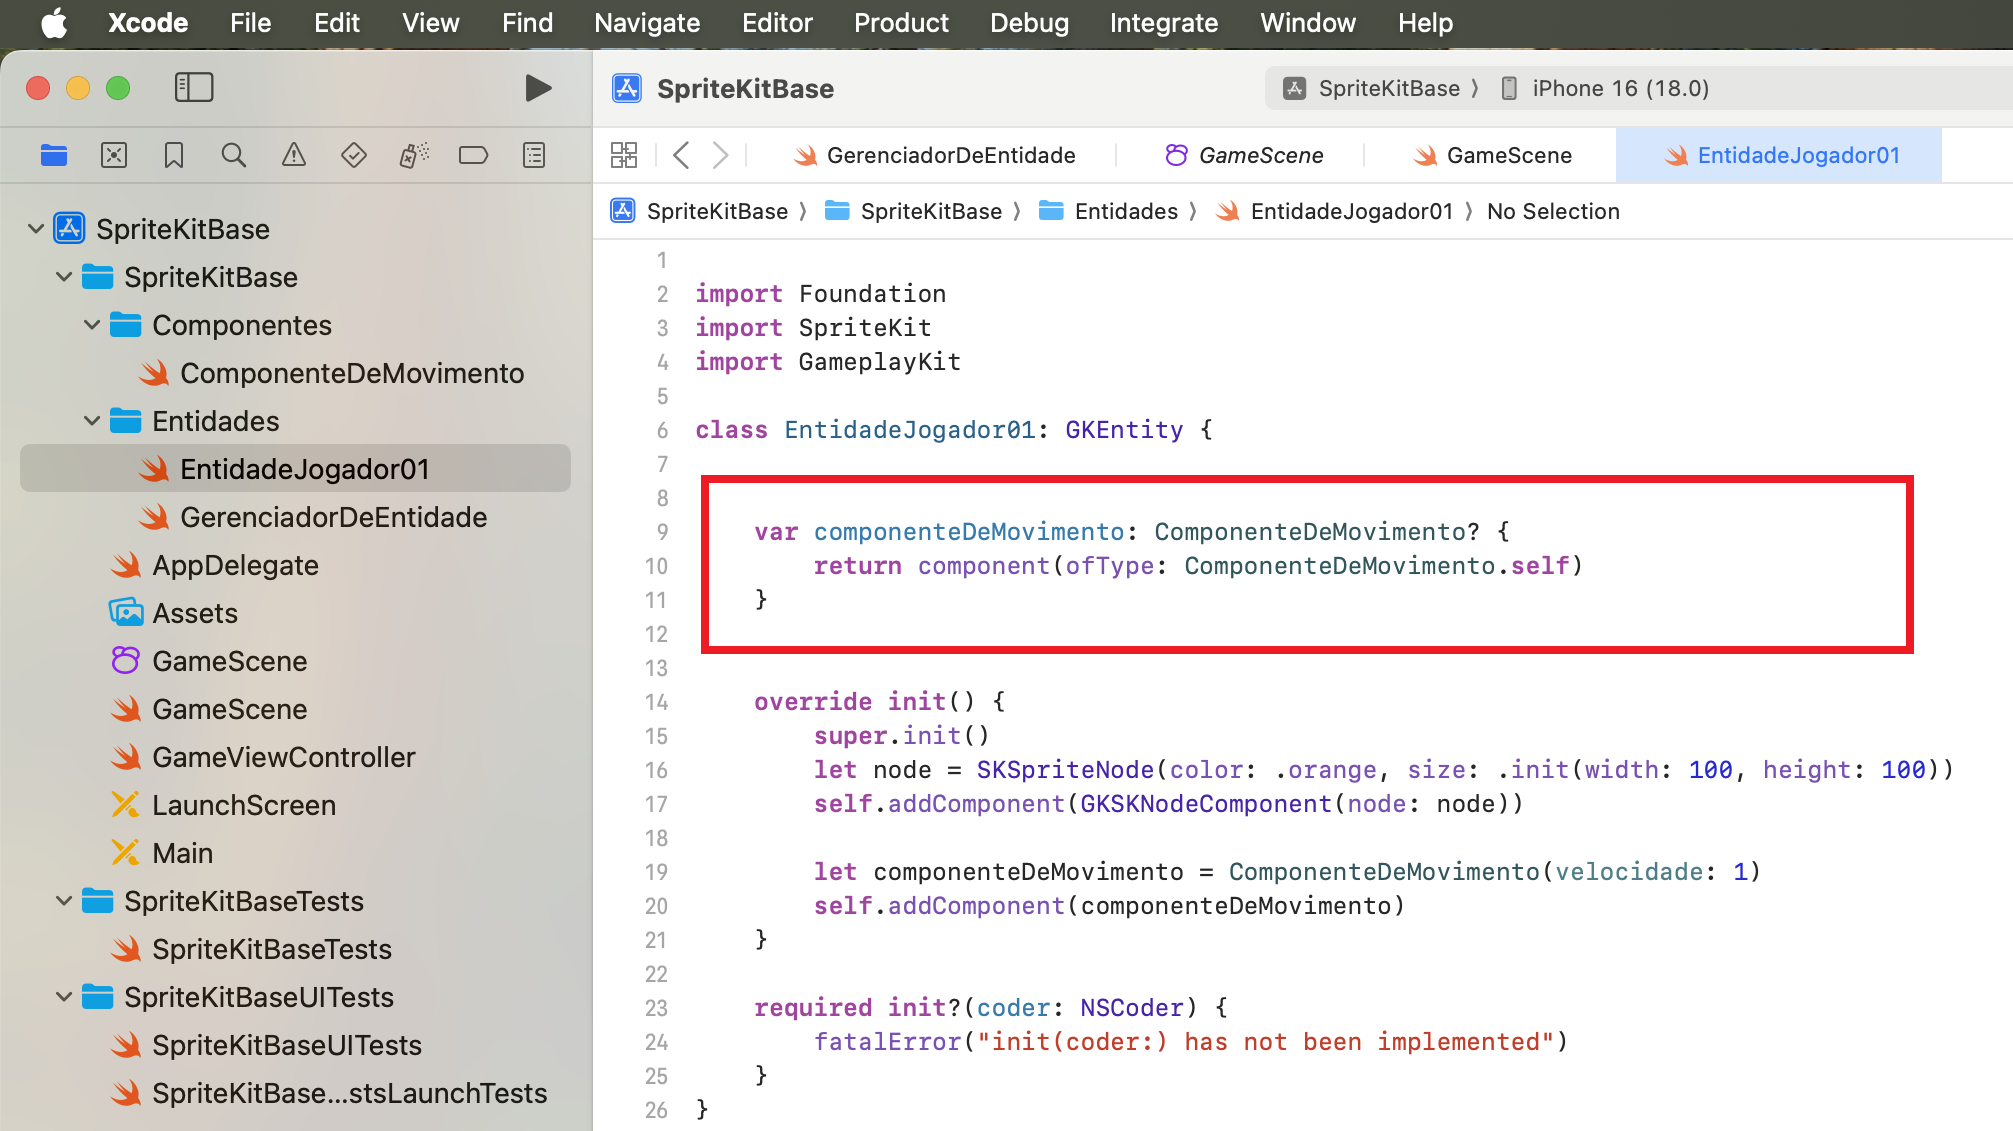 Xcode File Edit View Find Navigate Editor Product Debug Integrate Window Help
SpriteKitBase
SpriteKitBase 〉 iPhone 16 (18.0)
GerenciadorDeEntidade GameScene GameScene EntidadeJogador01
SpriteKitBase 〉 SpriteKitBase 〉 Entidades 〉 EntidadeJogador01 〉 No Selection
SpriteKitBase
SpriteKitBase
Componentes
ComponenteDeMovimento
Entidades
EntidadeJogador01
GerenciadorDeEntidade
AppDelegate
Assets
GameScene
GameScene
GameViewController
LaunchScreen
Main
SpriteKitBaseTests
SpriteKitBaseTests
SpriteKitBaseUITests
SpriteKitBaseUITests
SpriteKitBase...stsLaunchTests
1
2 import Foundation
3 import SpriteKit
4 import GameplayKit
5
6 class EntidadeJogador01: GKEntity {
7
8
9 var componenteDeMovimento: ComponenteDeMovimento? {
10 return component(ofType: ComponenteDeMovimento.self)
11 }
12
13
14 override init() {
15 super.init()
16 let node = SKSpriteNode(color: .orange, size: .init(width: 100, height: 100))
17 self.addComponent(GKSKNodeComponent(node: node))
18
19 let componenteDeMovimento = ComponenteDeMovimento(velocidade: 1)
20 self.addComponent(componenteDeMovimento)
21 }
22
23 required init?(coder: NSCoder) {
24 fatalError("init(coder:) has not been implemented")
25 }
26 }